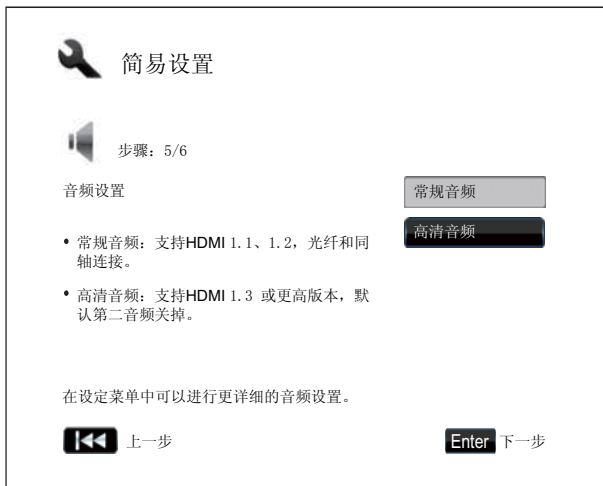 简易设置
步骤：5/6
音频设置
常规音频
高清音频
• 常规音频：支持HDMI 1.1、1.2，光纤和同
轴连接。
• 高清音频：支持HDMI 1.3 或更高版本，默
认第二音频关掉。
在设定菜单中可以进行更详细的音频设置。
上一步
Enter 下一步